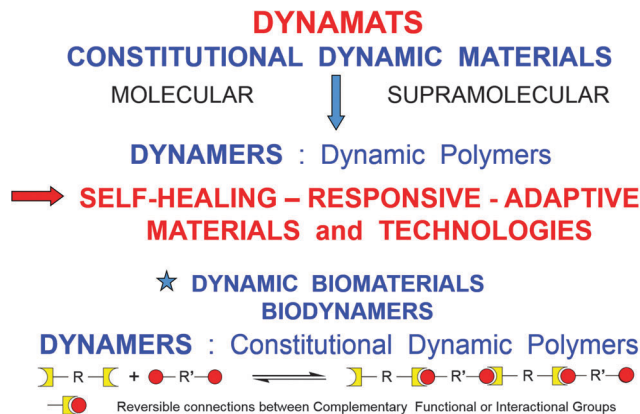 DYNAMATS
CONSTITUTIONAL DYNAMIC MATERIALS
MOLECULAR SUPRAMOLECULAR
DYNAMERS : Dynamic Polymers
SELF-HEALING – RESPONSIVE - ADAPTIVE
MATERIALS and TECHNOLOGIES
DYNAMIC BIOMATERIALS
BIODYNAMERS
DYNAMERS : Constitutional Dynamic Polymers
R + R' R R' R R'
Reversible connections between Complementary Functional or Interactional Groups